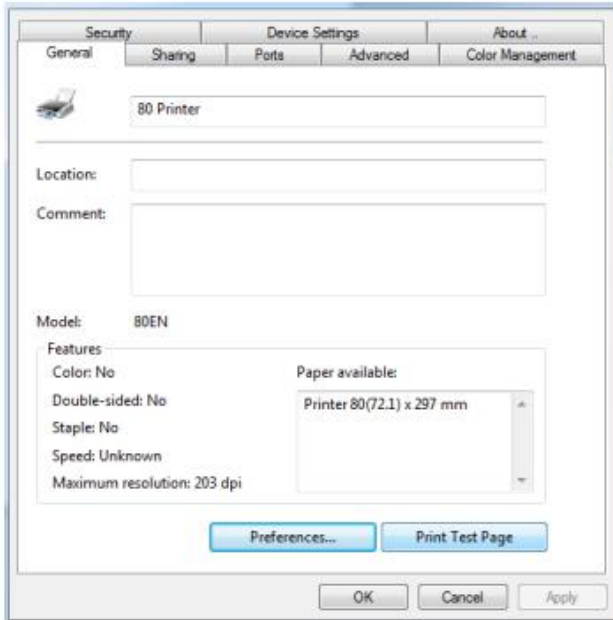 Security Device Settings About ..
General Sharing Ports Advanced Color Management
80 Printer
Location:
Comment:
Model: 80EN
Features
Color: No Paper available:
Double-sided: No Printer 80(72.1) x 297 mm
Staple: No
Speed: Unknown
Maximum resolution: 203 dpi
Preferences... Print Test Page
OK Cancel Apply